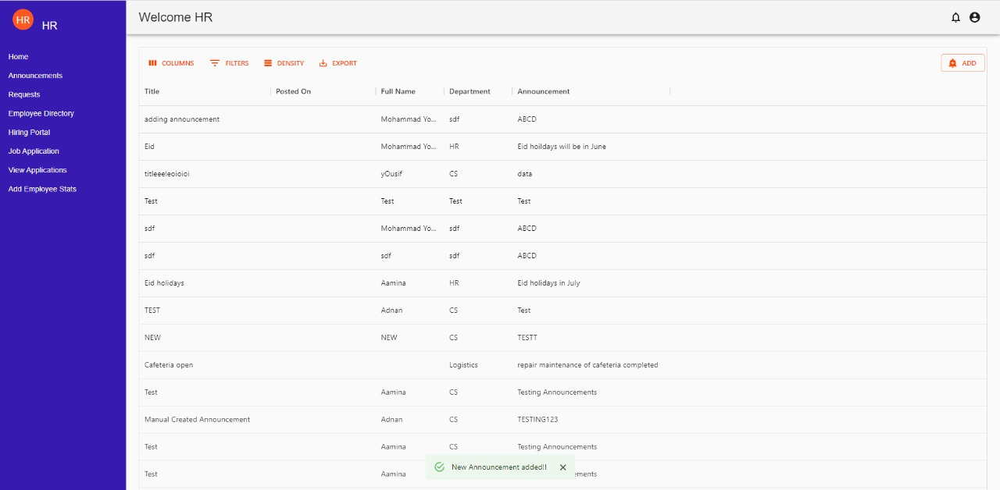 HR HR
Welcome HR
Home
Announcements
Requests
Employee Directory
Hiring Portal
Job Application
View Applications
Add Employee Stats
COLUMNS FILTERS DENSITY EXPORT ADD
Title Posted On Full Name Department Announcement
adding announcement Mohammad Yo... sdf ABCD
Eid Mohammad Yo... HR Eid hoildays will be in June
titleeeleoioioi yOusif CS data
Test Test Test Test
sdf Mohammad Yo... sdf ABCD
sdf sdf sdf ABCD
Eid holidays Aamina HR Eid holidays in July
TEST Adnan CS Test
NEW NEW CS TESTT
Cafeteria open Logistics repair maintenance of cafeteria completed
Test Aamina CS Testing Announcements
Manual Created Announcement Adnan CS TESTING123
Test Aamina CS Testing Announcements
New Announcement added!!
Test Aamina